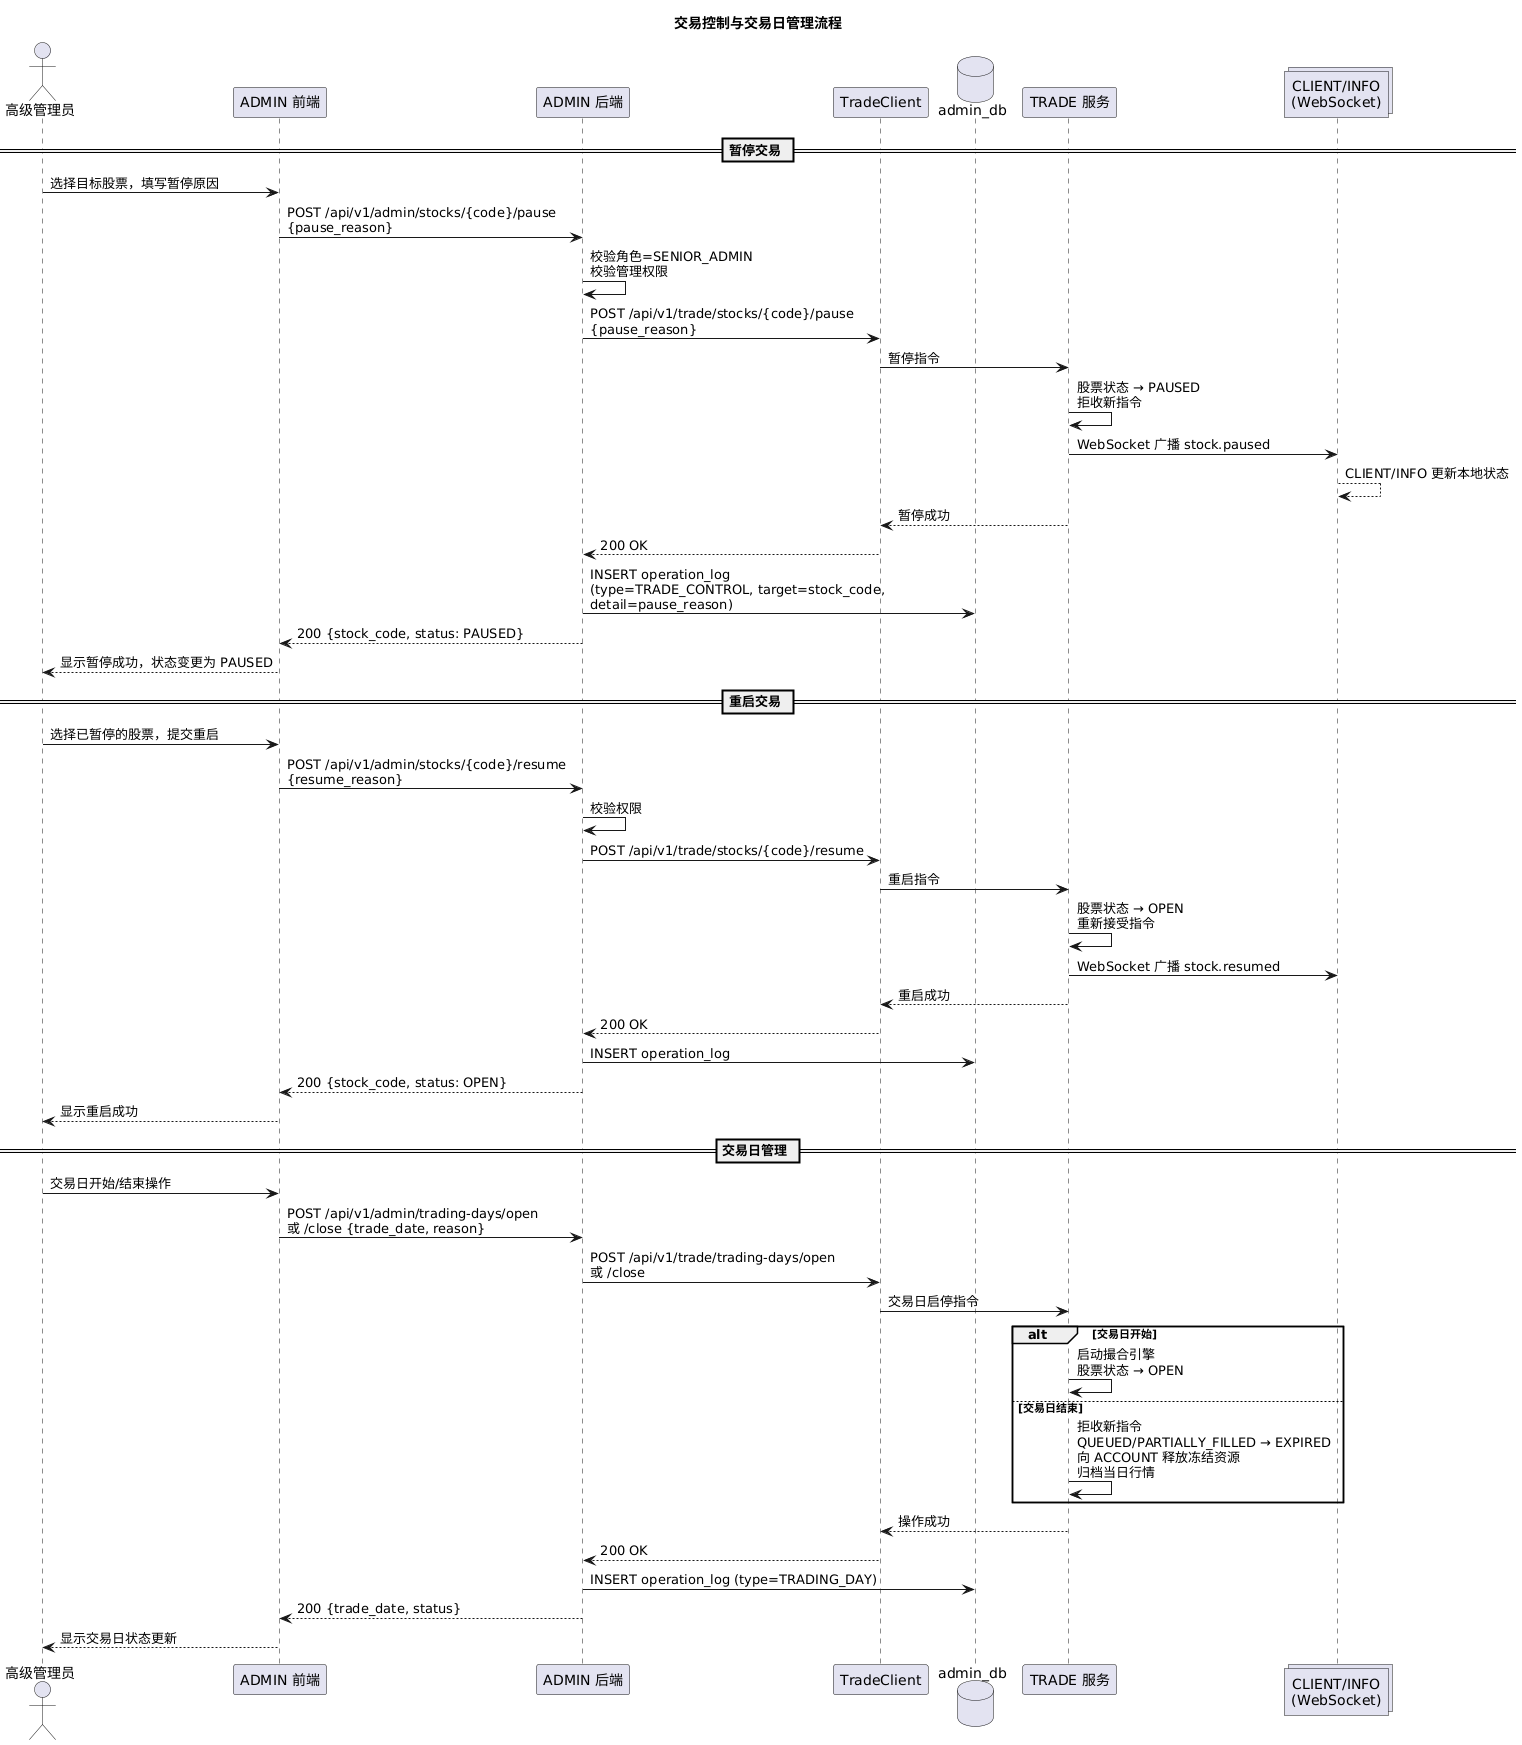 交易控制与交易日管理流程
高级管理员
ADMIN 前端
ADMIN 后端
TradeClient
admin_db
TRADE 服务
CLIENT/INFO
(WebSocket)
暂停交易
选择目标股票，填写暂停原因
POST /api/v1/admin/stocks/{code}/pause
{pause_reason}
校验角色=SENIOR_ADMIN
校验管理权限
POST /api/v1/trade/stocks/{code}/pause
{pause_reason}
暂停指令
股票状态 → PAUSED
拒收新指令
WebSocket 广播 stock.paused
CLIENT/INFO 更新本地状态
暂停成功
200 OK
INSERT operation_log
(type=TRADE_CONTROL, target=stock_code,
detail=pause_reason)
200 {stock_code, status: PAUSED}
显示暂停成功，状态变更为 PAUSED
重启交易
选择已暂停的股票，提交重启
POST /api/v1/admin/stocks/{code}/resume
{resume_reason}
校验权限
POST /api/v1/trade/stocks/{code}/resume
重启指令
股票状态 → OPEN
重新接受指令
WebSocket 广播 stock.resumed
重启成功
200 OK
INSERT operation_log
200 {stock_code, status: OPEN}
显示重启成功
交易日管理
交易日开始/结束操作
POST /api/v1/admin/trading-days/open
或 /close {trade_date, reason}
POST /api/v1/trade/trading-days/open
或 /close
交易日启停指令
alt [交易日开始]
启动撮合引擎
股票状态 → OPEN
[交易日结束]
拒收新指令
QUEUED/PARTIALLY_FILLED → EXPIRED
向 ACCOUNT 释放冻结资源
归档当日行情
操作成功
200 OK
INSERT operation_log (type=TRADING_DAY)
200 {trade_date, status}
显示交易日状态更新
高级管理员
ADMIN 前端
ADMIN 后端
TradeClient
admin_db
TRADE 服务
CLIENT/INFO
(WebSocket)